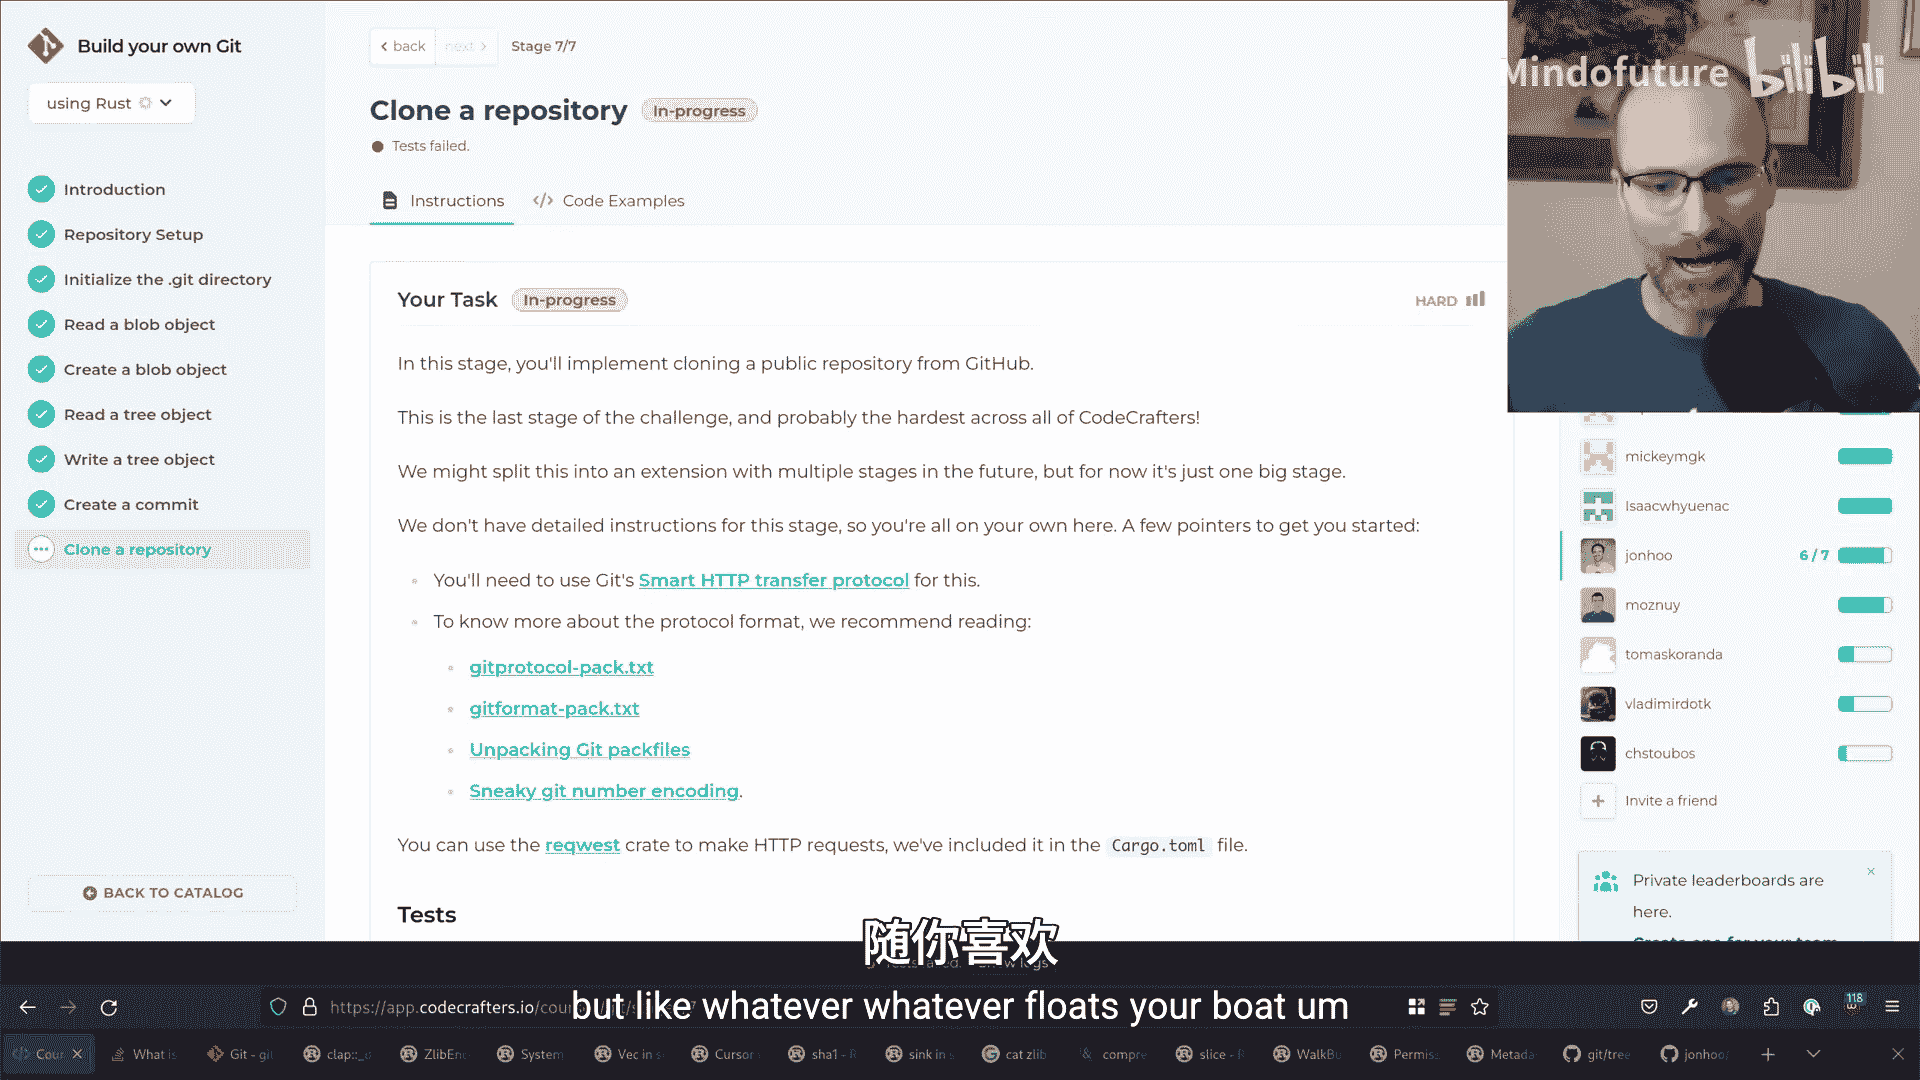 Build your own Git
using Rust
Introduction
Repository Setup
Initialize the .git directory
Read a blob object
Create a blob object
Read a tree object
Write a tree object
Create a commit
Clone a repository
BACK TO CATALOG
back
next
Stage 7/7
Clone a repository
In-progress
Tests failed.
Instructions
</> Code Examples
Your Task
In-progress
HARD
In this stage, you'll implement cloning a public repository from GitHub.
This is the last stage of the challenge, and probably the hardest across all of CodeCrafters!
We might split this into an extension with multiple stages in the future, but for now it's just one big stage.
We don't have detailed instructions for this stage, so you're all on your own here. A few pointers to get you started:
You'll need to use Git's Smart HTTP transfer protocol for this.
To know more about the protocol format, we recommend reading:
gitprotocol-pack.txt
gitformat-pack.txt
Unpacking Git packfiles
Sneaky git number encoding.
You can use the reqwest crate to make HTTP requests, we've included it in the Cargo.toml file.
Tests
Mindofuture bilibili
mickeymgk
Isaacwhyuenac
jonhoo 6 / 7
moznuy
tomaskoranda
vladimirdotk
chstoubos
Invite a friend
Private leaderboards are
here.
随你喜欢
but like whatever whatever floats your boat um
https://app.codecrafters.io/cou
118
Cour
What is
Git - git
clap::_d
ZlibEnc
System
Vec in s
Cursor
sha1 - R
sink in s
cat zlib
compre
slice - R
WalkBu
Permiss
Metada
git/tree
jonhoo/